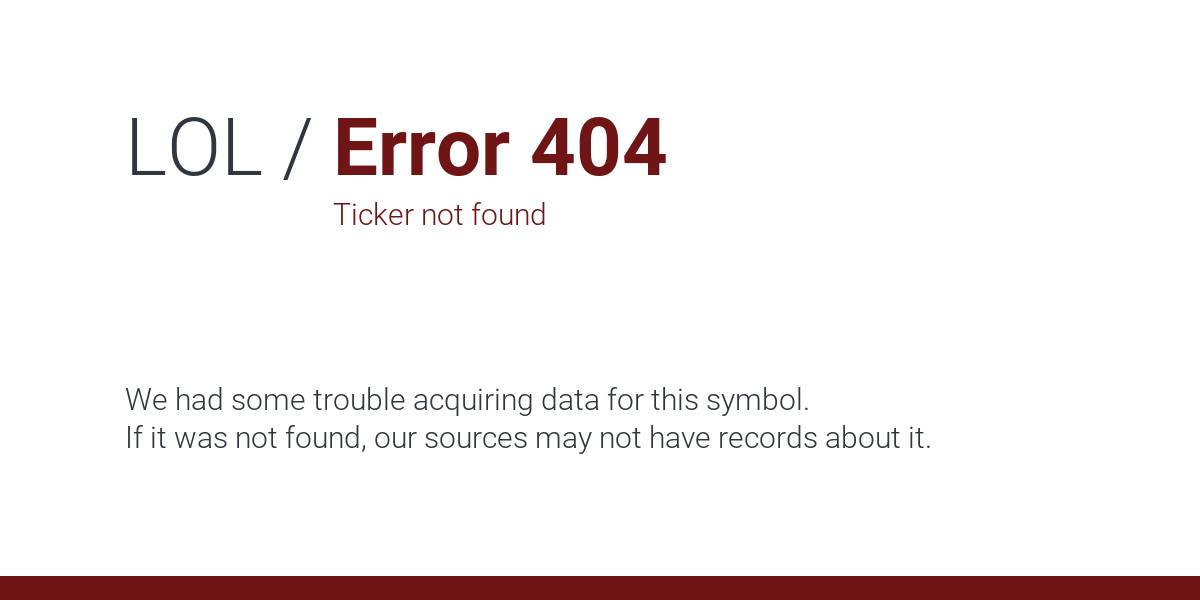 LOL / Error 404
Ticker not found
We had some trouble acquiring data for this symbol.
If it was not found, our sources may not have records about it.